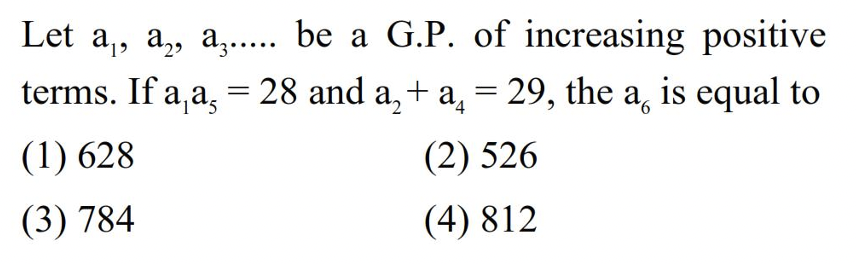 Let a₁, a₂, a₃..... be a G.P. of increasing positive
terms. If a₁a₅ = 28 and a₂+ a₄ = 29, the a₆ is equal to
(1) 628 (2) 526
(3) 784 (4) 812